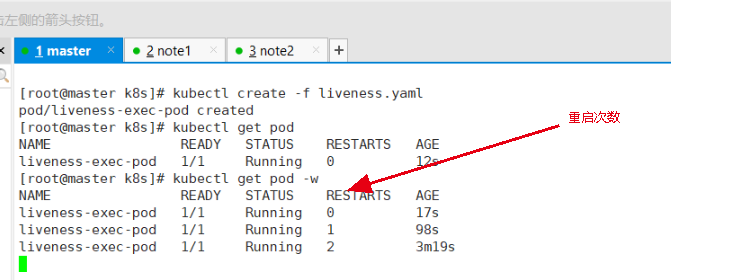 击左侧的箭头按钮。
1 master
2 note1
3 note2
[root@master k8s]# kubectl create -f liveness.yaml
pod/liveness-exec-pod created
[root@master k8s]# kubectl get pod
NAME READY STATUS RESTARTS AGE
liveness-exec-pod 1/1 Running 0 12s
[root@master k8s]# kubectl get pod -w
NAME READY STATUS RESTARTS AGE
liveness-exec-pod 1/1 Running 0 17s
liveness-exec-pod 1/1 Running 1 98s
liveness-exec-pod 1/1 Running 2 3m19s
重启次数